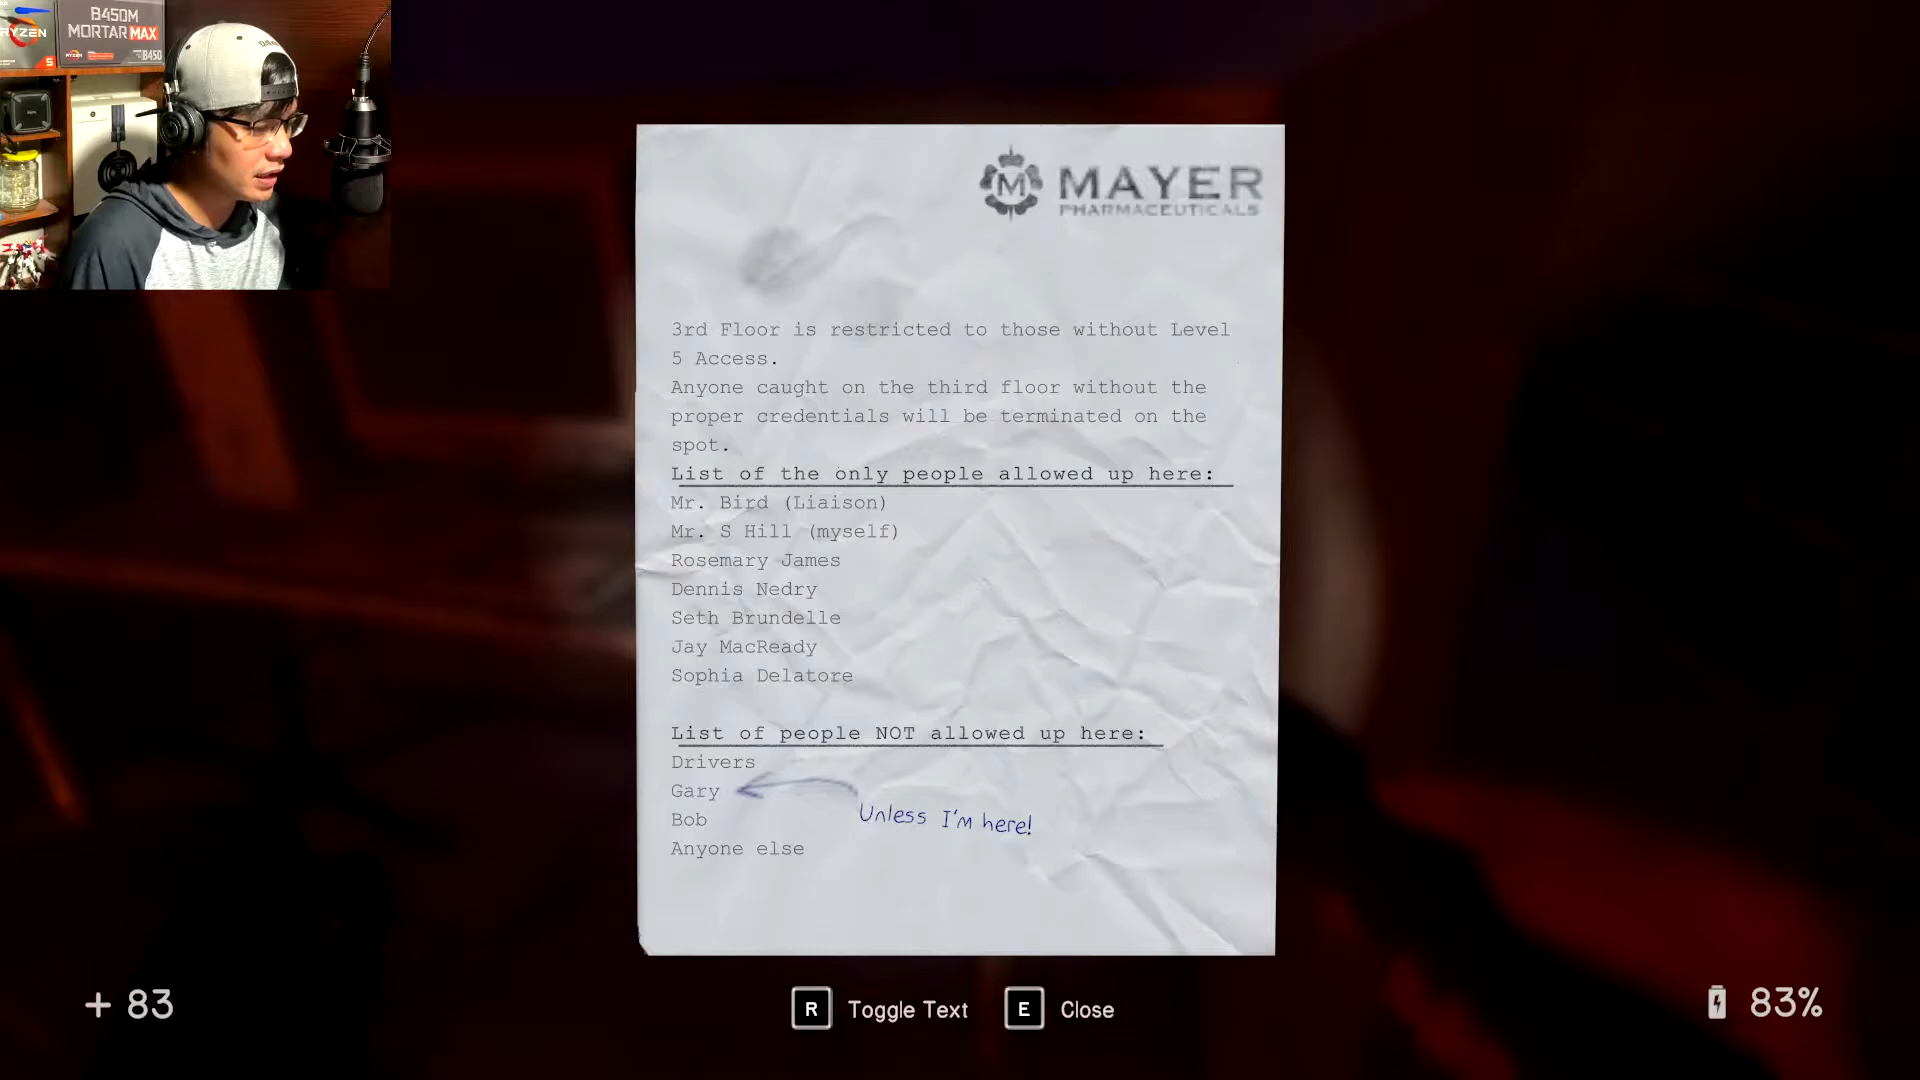 RYZEN
5
B450M
MORTAR MAX
RYZEN
B450
MAYER
PHARMACEUTICALS
M
3rd Floor is restricted to those without Level
5 Access.
Anyone caught on the third floor without the
proper credentials will be terminated on the
spot.
List of the only people allowed up here:
Mr. Bird (Liaison)
Mr. S Hill (myself)
Rosemary James
Dennis Nedry
Seth Brundelle
Jay MacReady
Sophia Delatore
List of people NOT allowed up here:
Drivers
Gary
Unless I'm here!
Bob
Anyone else
+ 83
R Toggle Text E Close
83%